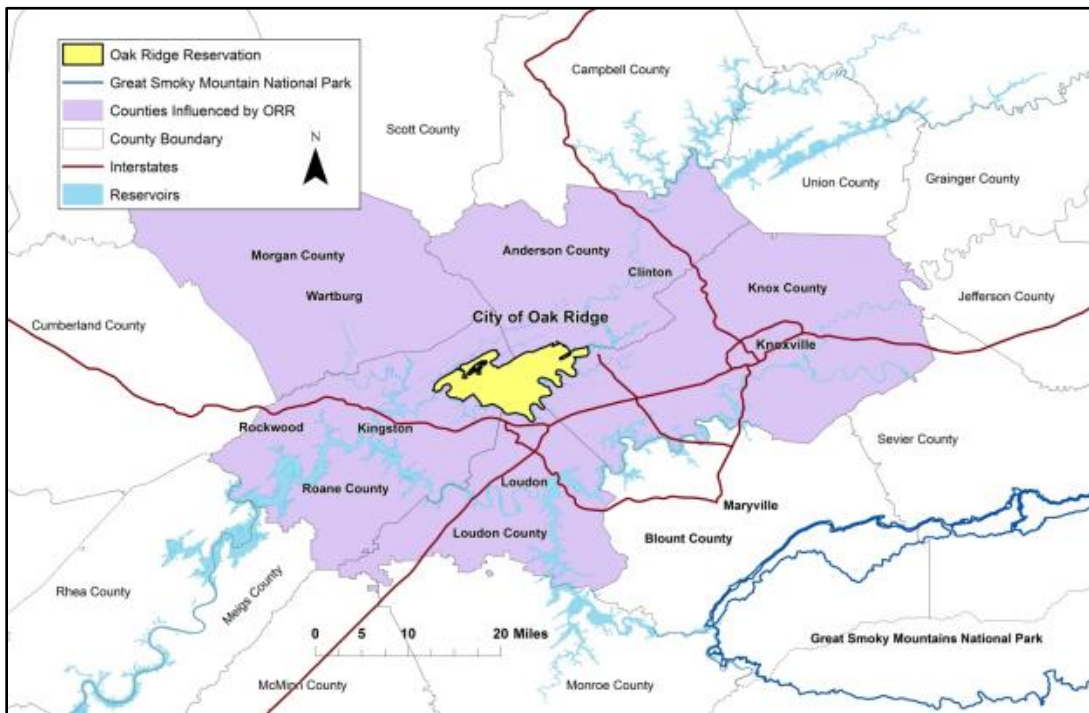 Oak Ridge Reservation
Great Smoky Mountain National Park
Counties Influenced by ORR
County Boundary
Interstates
Reservoirs
N
Campbell County
Scott County
Union County
Grainger County
Morgan County
Anderson County
Clinton
Wartburg
Knox County
Jefferson County
Cumberland County
City of Oak Ridge
Knoxville
Rockwood
Kingston
Sevier County
Roane County
Loudon
Maryville
Loudon County
Blount County
Rhea County
Meigs County
0 5 10 20 Miles
Great Smoky Mountains National Park
McMinn County
Monroe County